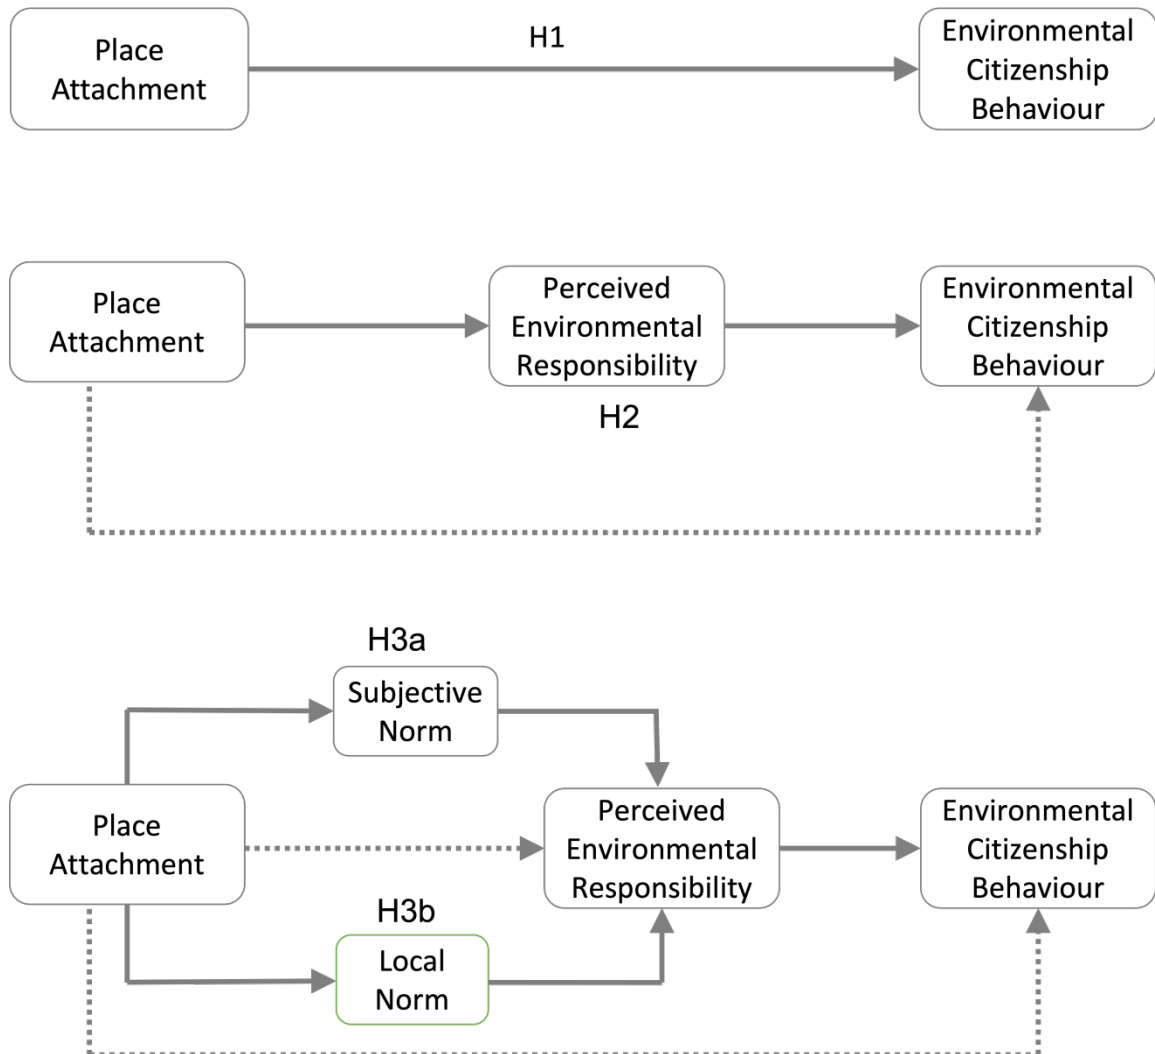 Place
Attachment
H1
Environmental
Citizenship
Behaviour
Place
Attachment
Perceived
Environmental
Responsibility
H2
Environmental
Citizenship
Behaviour
H3a
Subjective
Norm
Place
Attachment
Perceived
Environmental
Responsibility
Environmental
Citizenship
Behaviour
H3b
Local
Norm